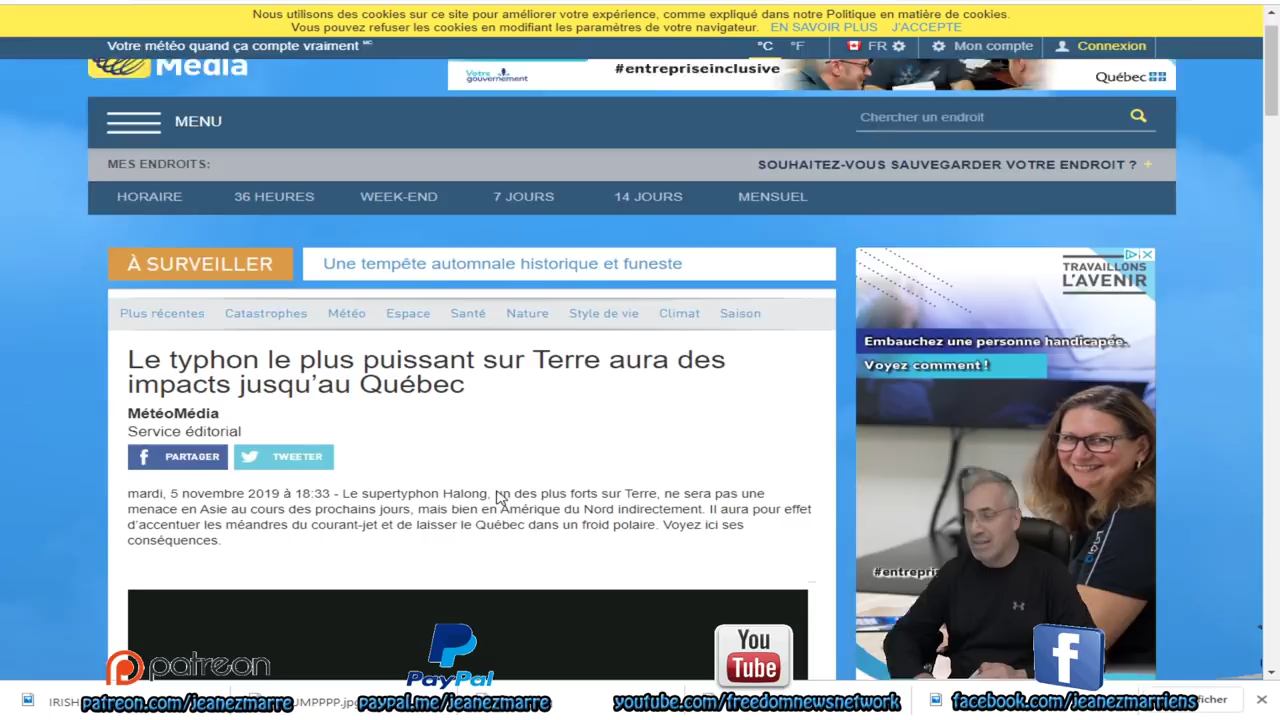 Nous utilisons des cookies sur ce site pour améliorer votre expérience, comme expliqué dans notre Politique en matière de cookies.
Vous pouvez refuser les cookies en modifiant les paramètres de votre navigateur. EN SAVOIR PLUS J'ACCEPTE
Votre météo quand ça compte vraiment MC
°C °F FR Mon compte Connexion
Média
Votre gouvernement
#entrepriseinclusive
Québec
MENU
Chercher un endroit
MES ENDROITS:
SOUHAITEZ-VOUS SAUVEGARDER VOTRE ENDROIT ? +
HORAIRE 36 HEURES WEEK-END 7 JOURS 14 JOURS MENSUEL
À SURVEILLER Une tempête automnale historique et funeste
Plus récentes Catastrophes Météo Espace Santé Nature Style de vie Climat Saison
Le typhon le plus puissant sur Terre aura des
impacts jusqu'au Québec
MétéoMédia
Service éditorial
f PARTAGER TWEETER
mardi, 5 novembre 2019 à 18:33 - Le supertyphon Halong, un des plus forts sur Terre, ne sera pas une
menace en Asie au cours des prochains jours, mais bien en Amérique du Nord indirectement. Il aura pour effet
d'accentuer les méandres du courant-jet et de laisser le Québec dans un froid polaire. Voyez ici ses
conséquences.
TRAVAILLONS
L'AVENIR
Embauchez une personne handicapée.
Voyez comment !
#entrepri
patreon
PayPal
You
Tube
f
IRISH
patreon.com/jeanezmarre
UMPPPP.jpg
paypal.me/jeanezmarre
youtube.com/freedomnewsnetwork
facebook.com/jeanezmarriens
ficher